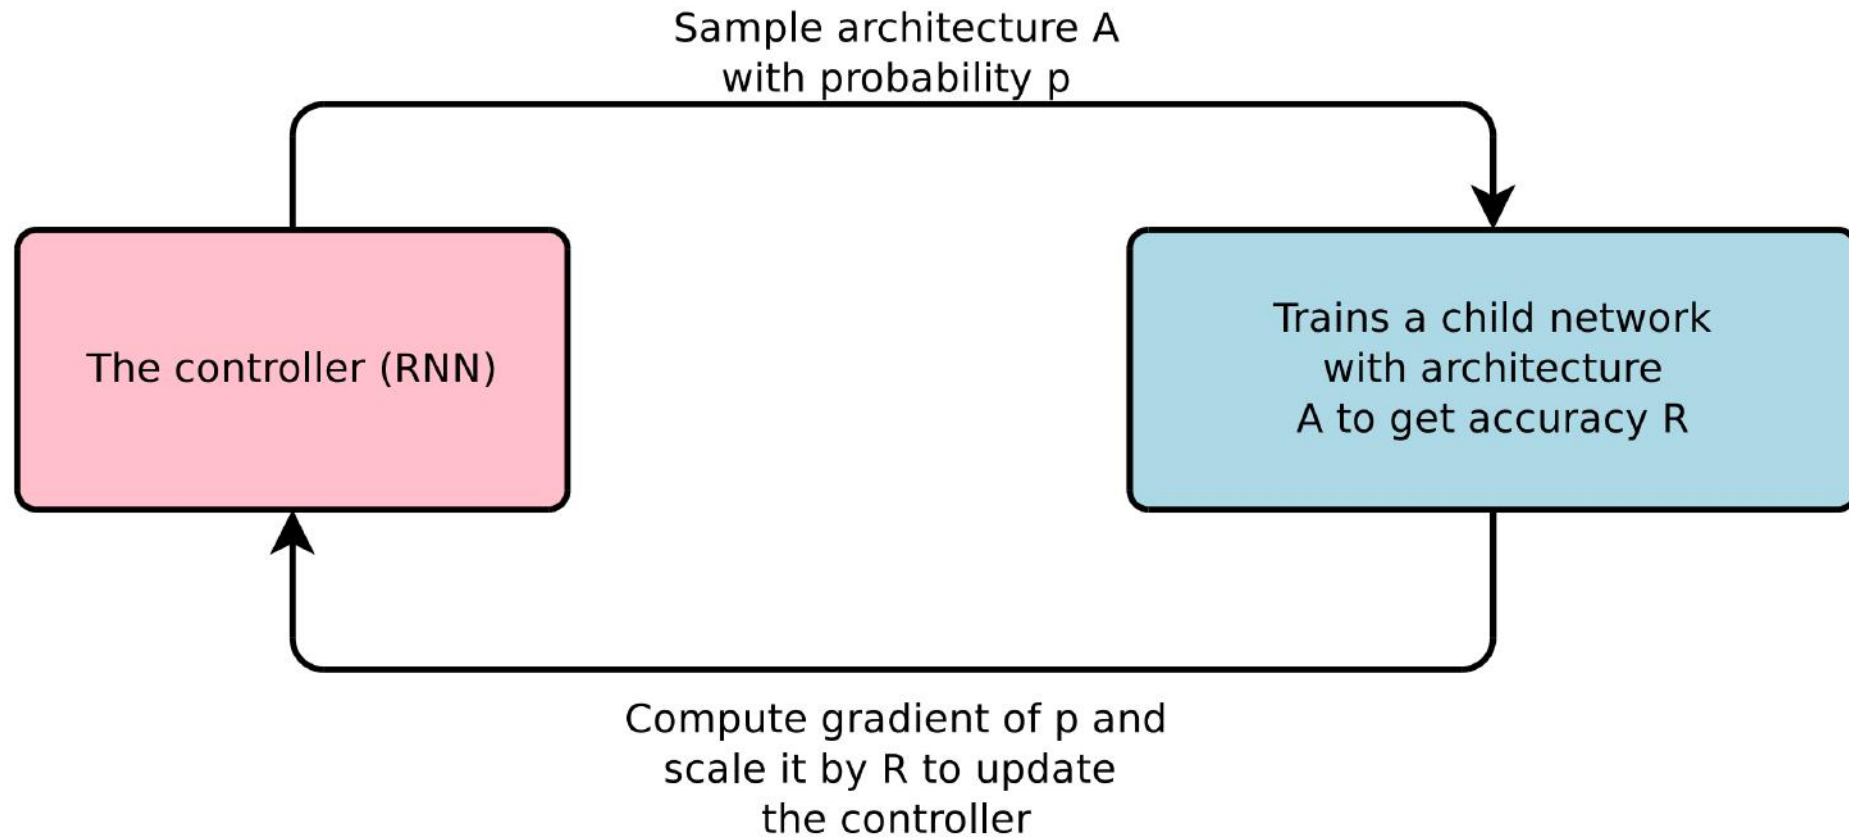 Sample architecture A
with probability p
The controller (RNN)
Trains a child network
with architecture
A to get accuracy R
Compute gradient of p and
scale it by R to update
the controller